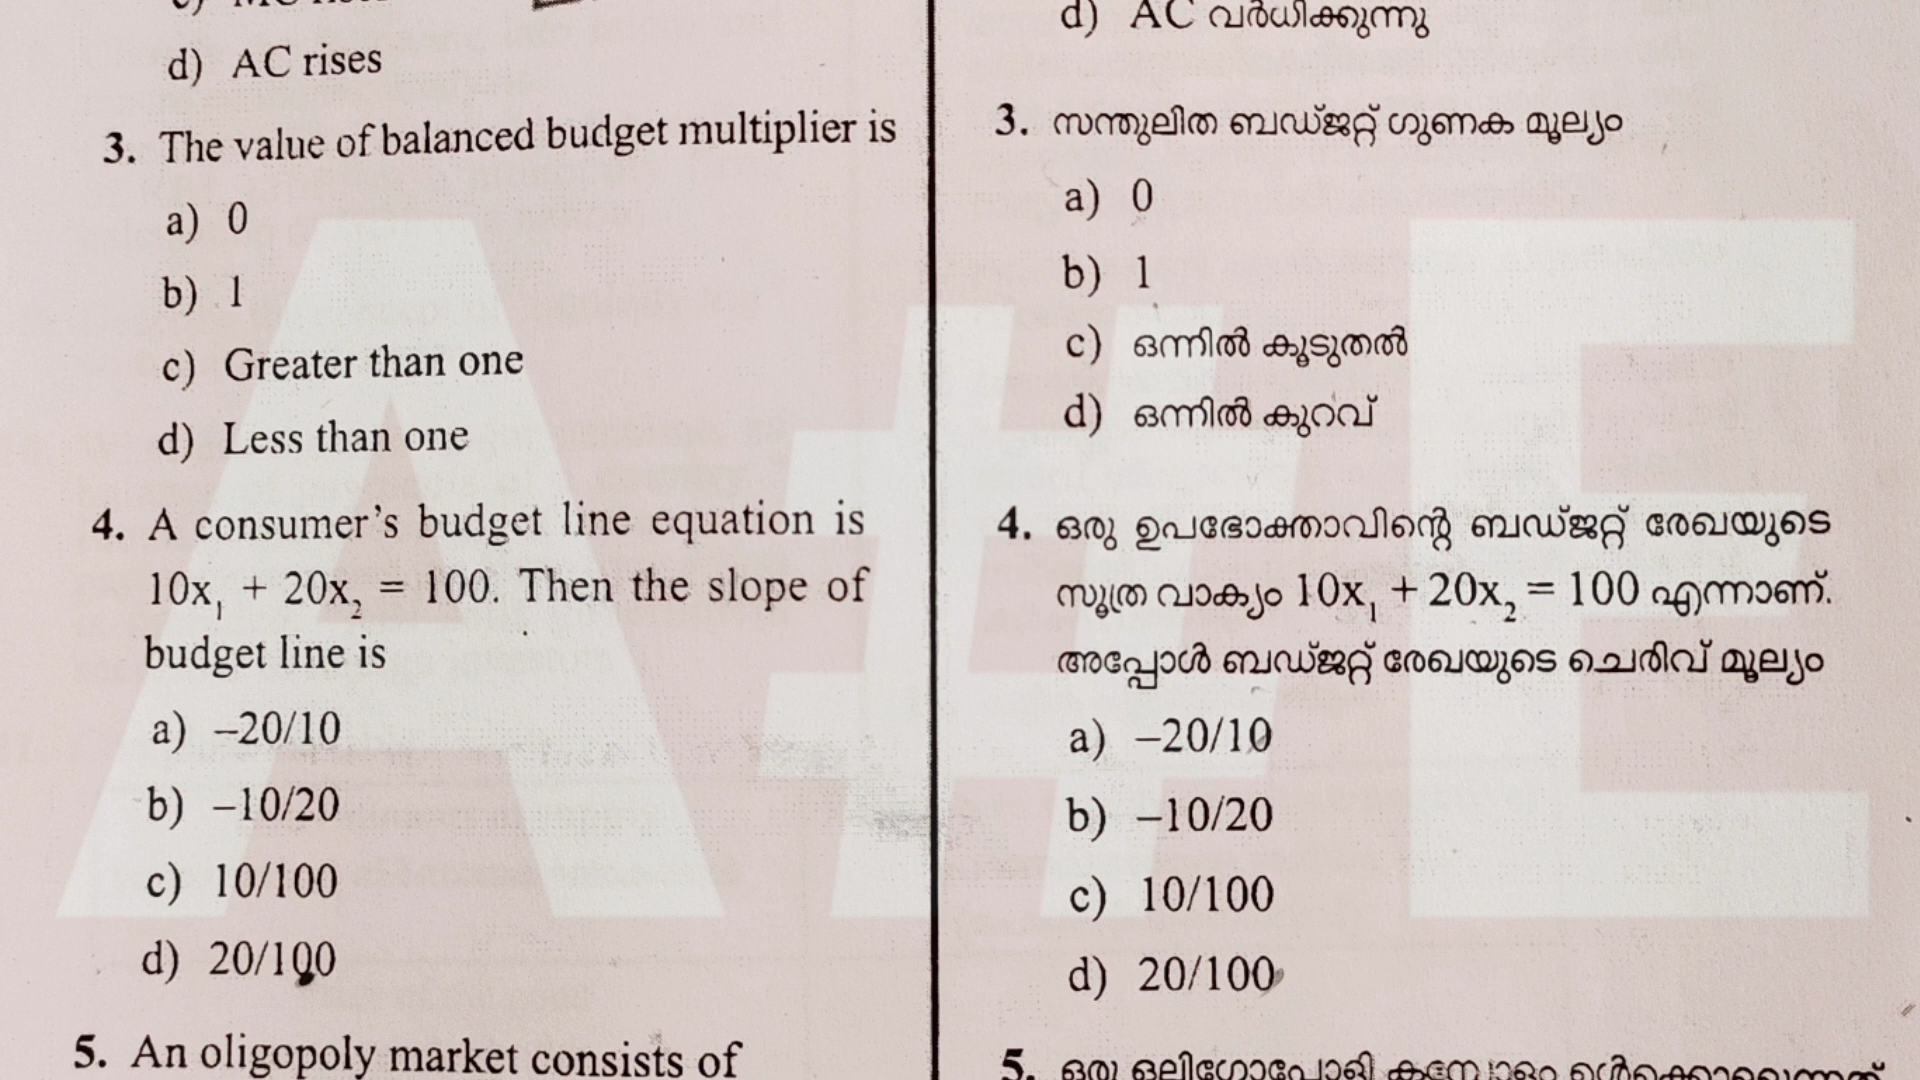 d) AC rises
3. The value of balanced budget multiplier is
a) 0
b) 1
c) Greater than one
d) Less than one
4. A consumer's budget line equation is
10x₁ + 20x₂ = 100. Then the slope of
budget line is
a) –20/10
b) –10/20
c) 10/100
d) 20/100
5. An oligopoly market consists of
d) AC വർധിക്കുന്നു
3. സന്തുലിത ബഡ്ജറ്റ് ഗുണക മൂല്യം
a) 0
b) 1
c) ഒന്നിൽ കൂടുതൽ
d) ഒന്നിൽ കുറവ്
4. ഒരു ഉപഭോക്താവിന്റെ ബഡ്ജറ്റ് രേഖയുടെ
സൂത്ര വാക്യം 10x₁ + 20x₂ = 100 എന്നാണ്.
അപ്പോൾ ബഡ്ജറ്റ് രേഖയുടെ ചെരിവ് മൂല്യം
a) –20/10
b) –10/20
c) 10/100
d) 20/100
5. ഒരു ഒലിഗോപോളി
A#E